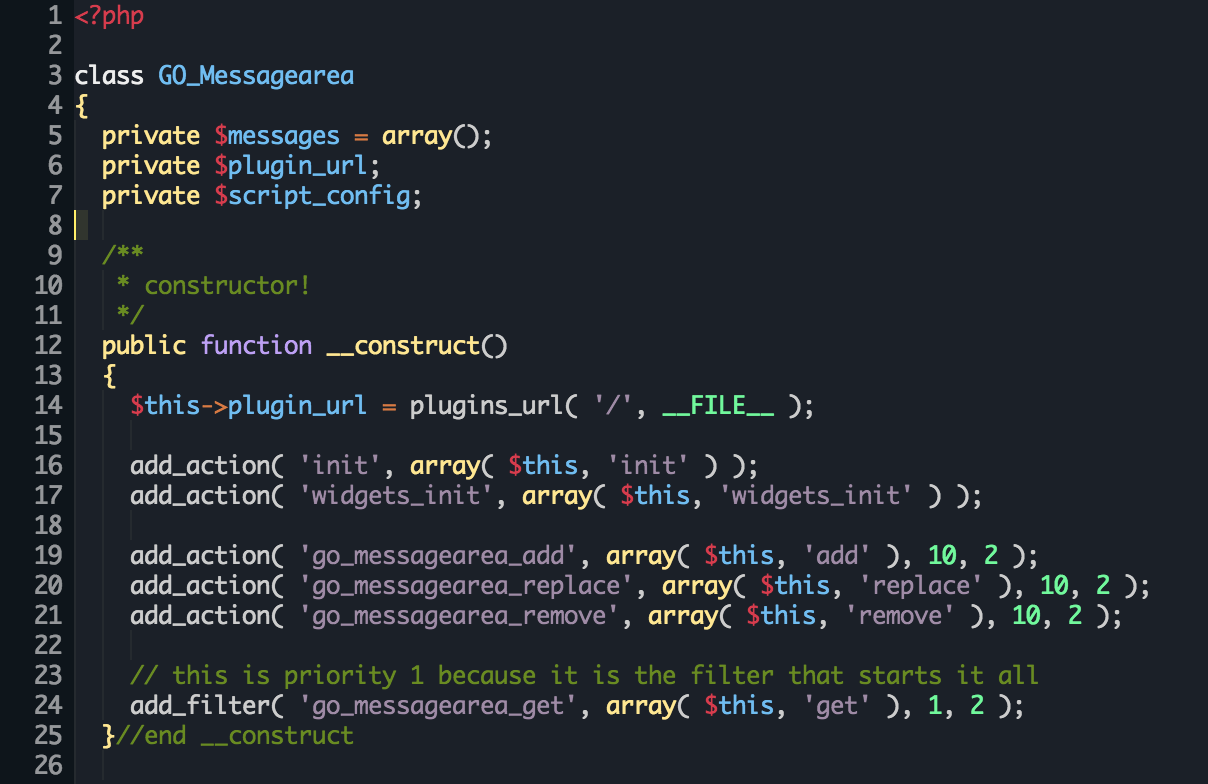 1 <?php
2
3 class GO_Messagearea
4 {
5   private $messages = array();
6   private $plugin_url;
7   private $script_config;
8
9   /**
10    * constructor!
11    */
12   public function __construct()
13   {
14     $this->plugin_url = plugins_url( '/', __FILE__ );
15
16     add_action( 'init', array( $this, 'init' ) );
17     add_action( 'widgets_init', array( $this, 'widgets_init' ) );
18
19     add_action( 'go_messagearea_add', array( $this, 'add' ), 10, 2 );
20     add_action( 'go_messagearea_replace', array( $this, 'replace' ), 10, 2 );
21     add_action( 'go_messagearea_remove', array( $this, 'remove' ), 10, 2 );
22
23     // this is priority 1 because it is the filter that starts it all
24     add_filter( 'go_messagearea_get', array( $this, 'get' ), 1, 2 );
25   }//end __construct
26